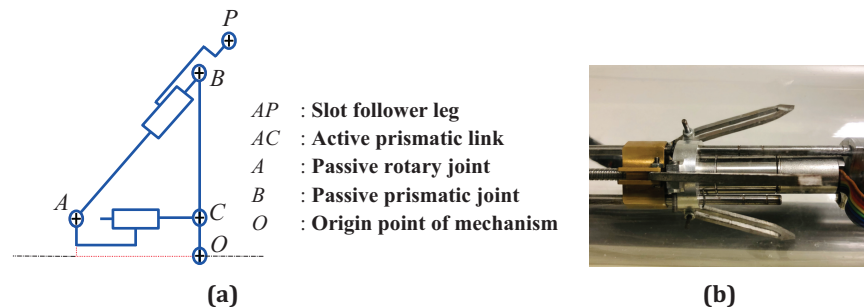 P
B
A
C
O
AP : Slot follower leg
AC : Active prismatic link
A : Passive rotary joint
B : Passive prismatic joint
O : Origin point of mechanism
(a)
(b)